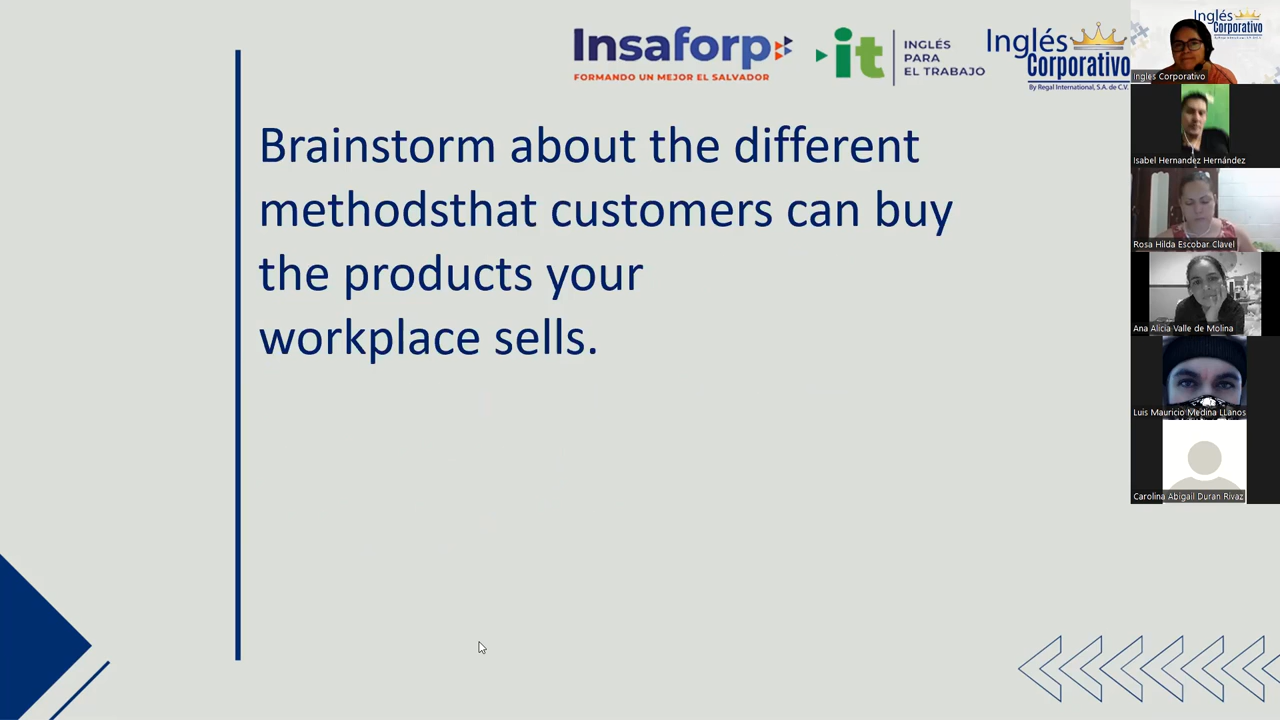 Insaforp
FORMANDO UN MEJOR EL SALVADOR
it
INGLÉS
PARA
EL TRABAJO
Inglés
Corporativo
By Regal International, S.A. de C.V.
Brainstorm about the different
methodsthat customers can buy
the products your
workplace sells.
Inglés
Corporativo
Ingles Corporativo
Isabel Hernandez Hernández
Rosa Hilda Escobar Clavel
Ana Alicia Valle de Molina
Luis Mauricio Medina LLanos
Carolina Abigail Duran Rivaz